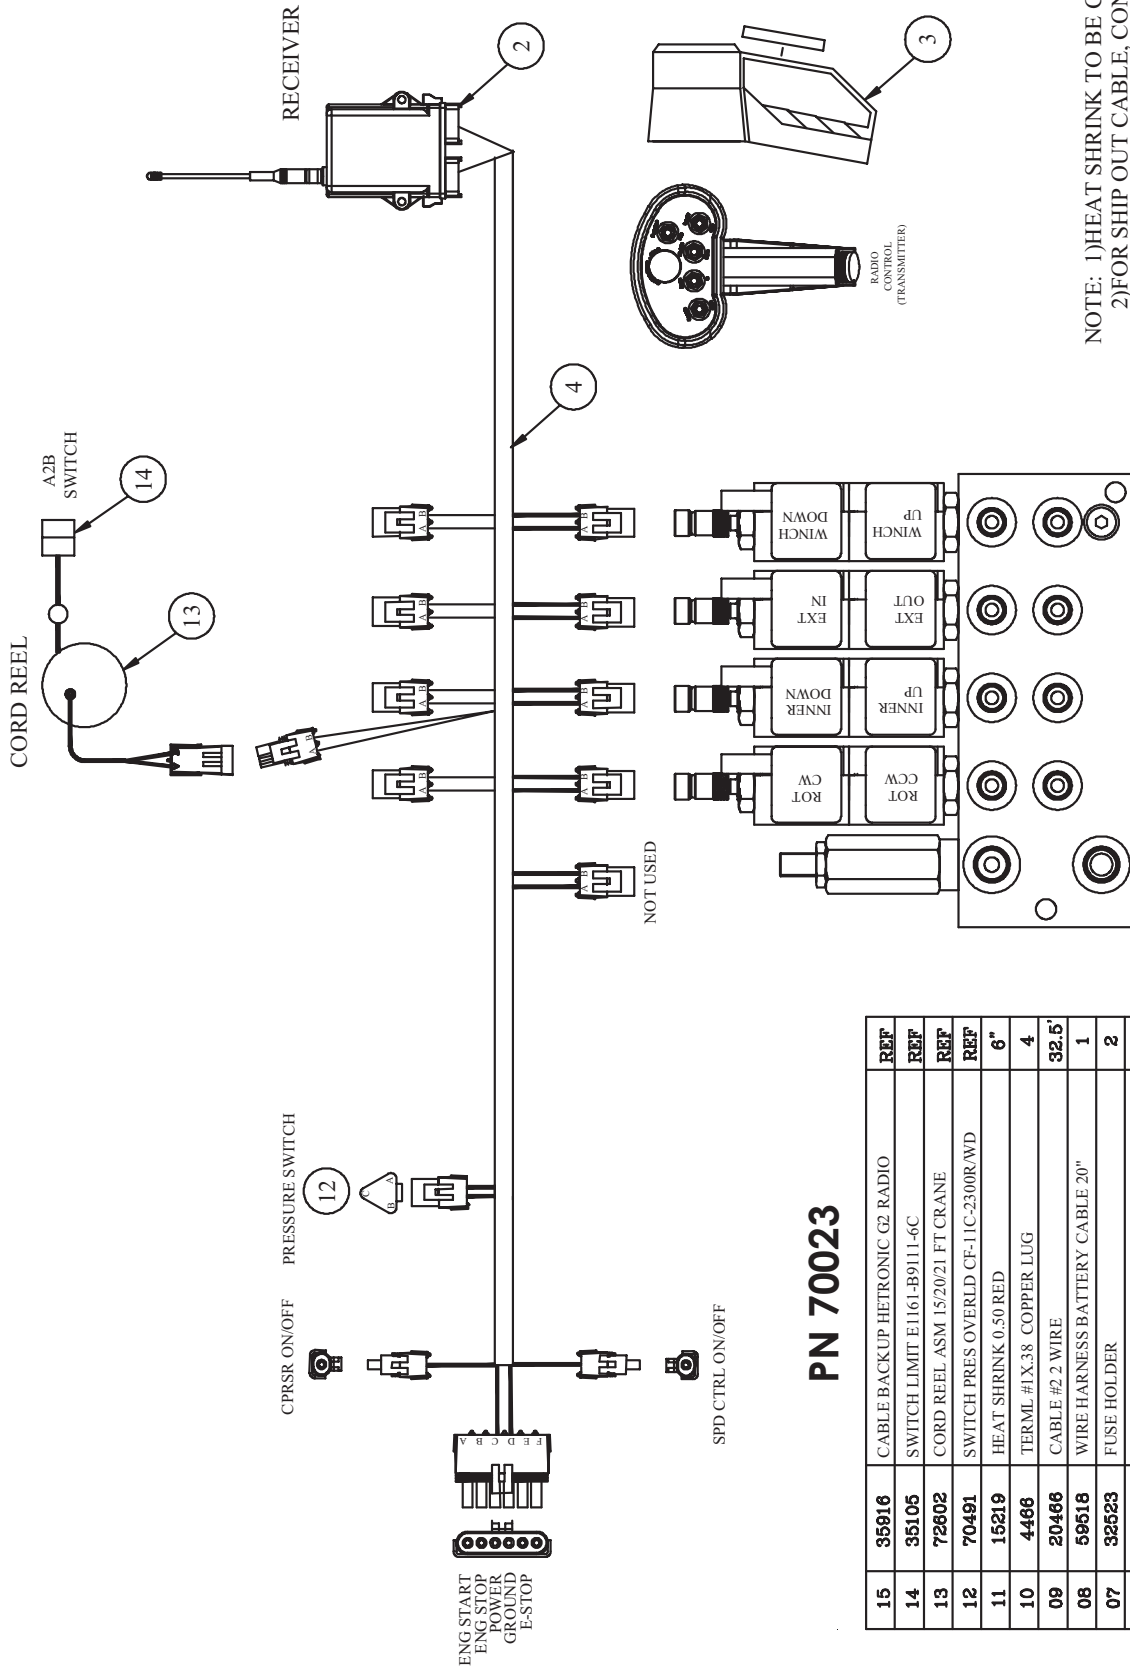 CORD REEL
A2B
SWITCH
14
13
RECEIVER
2
3
4
RADIO
CONTROL
(TRANSMITTER)
CPRSR ON/OFF
PRESSURE SWITCH
12
C
B A
A B
A B
A B
A B
A B
A B
A B
A B
A B
A B
NOT USED
SPD CTRL ON/OFF
A B C D E F
ENG START
ENG STOP
POWER
GROUND
E-STOP
WINCH
DOWN
WINCH
UP
EXT
IN
EXT
OUT
INNER
DOWN
INNER
UP
ROT
CW
ROT
CCW
NOTE: 1)HEAT SHRINK TO BE
2)FOR SHIP OUT CABLE,
PN 70023
15 35916 CABLE BACKUP HETRONIC G2 RADIO REF
14 35105 SWITCH LIMIT E1161-B9111-6C REF
13 72602 CORD REEL ASM 15/20/21 FT CRANE REF
12 70491 SWITCH PRES OVERLD CF-11C-2300R/WD REF
11 15219 HEAT SHRINK 0.50 RED 6"
10 4466 TERML #1X.38 COPPER LUG 4
09 20466 CABLE #2 2 WIRE 32.5'
08 59518 WIRE HARNESS BATTERY CABLE 20" 1
07 32523 FUSE HOLDER 2